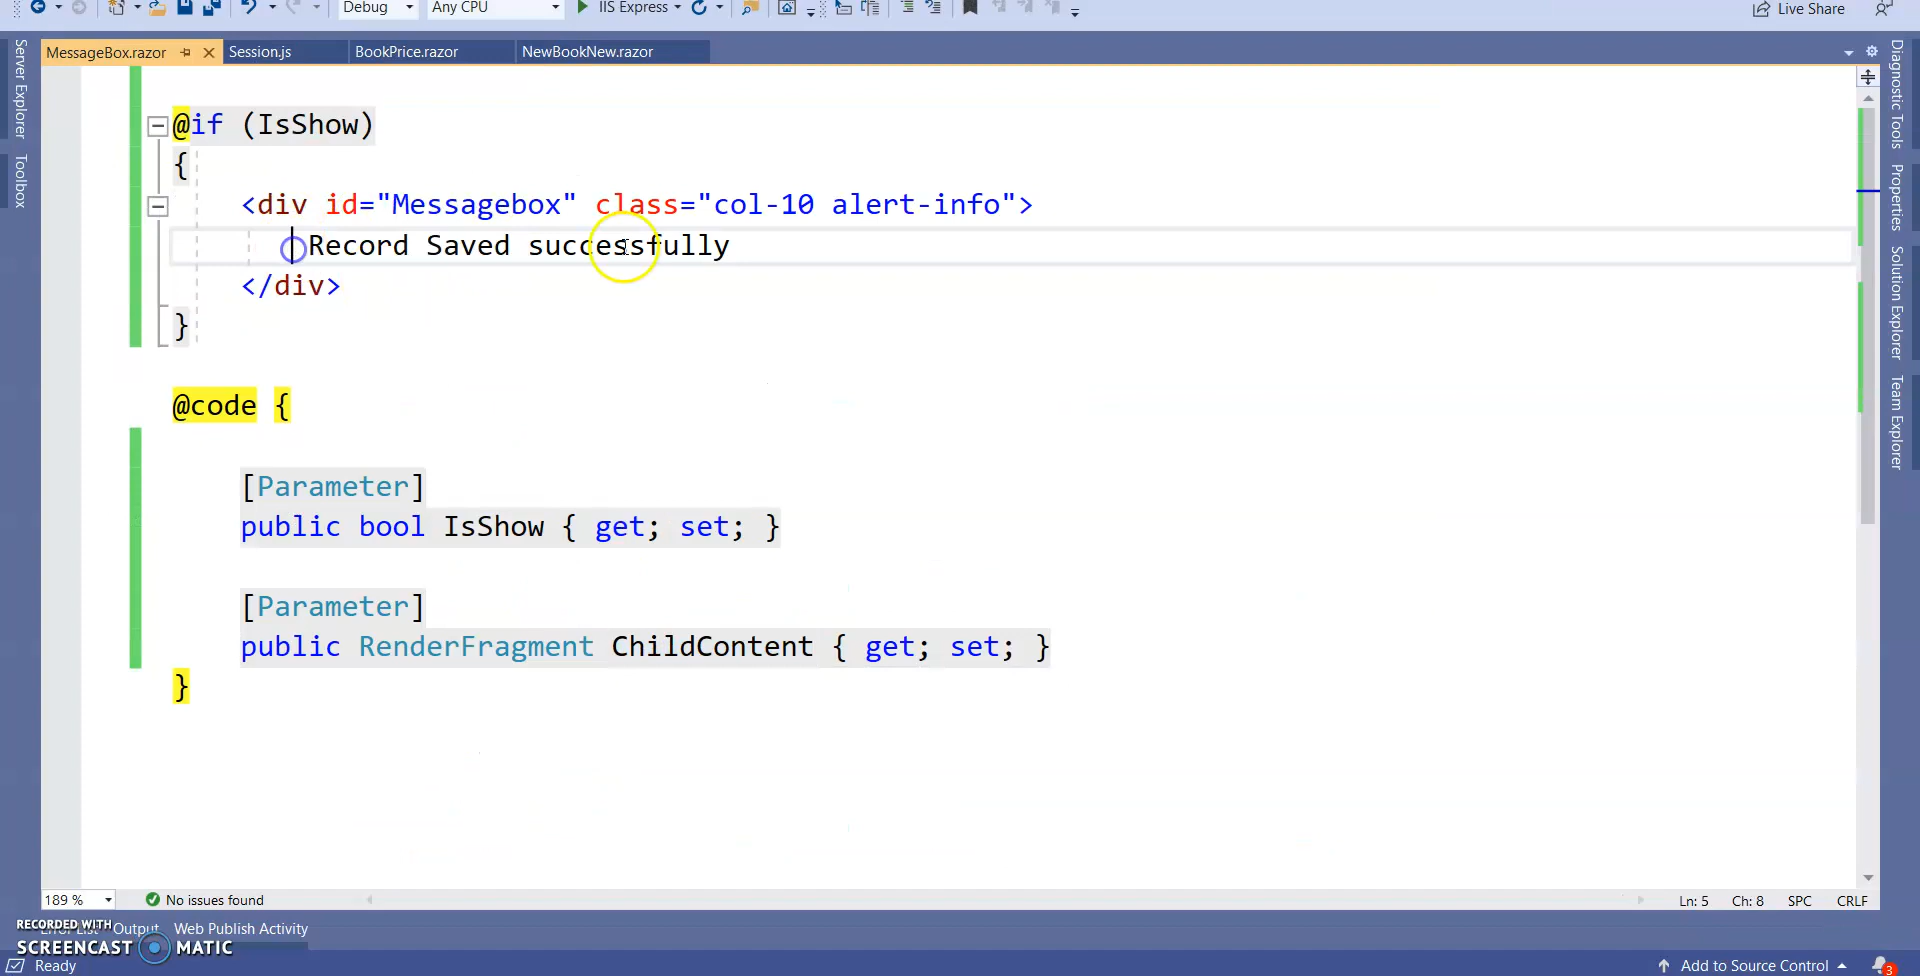 Debug Any CPU IIS Express Live Share
MessageBox.razor Session.js BookPrice.razor NewBookNew.razor
Server Explorer
Toolbox
@if (IsShow)
{
<div id="Messagebox" class="col-10 alert-info">
Record Saved successfully
</div>
}
@code {
[Parameter]
public bool IsShow { get; set; }
[Parameter]
public RenderFragment ChildContent { get; set; }
}
Diagnostic Tools
Properties
Solution Explorer
Team Explorer
189 % No issues found Ln: 5 Ch: 8 SPC CRLF
RECORDED WITH
SCREENCAST MATIC
Error List Output Web Publish Activity
Ready Add to Source Control 3